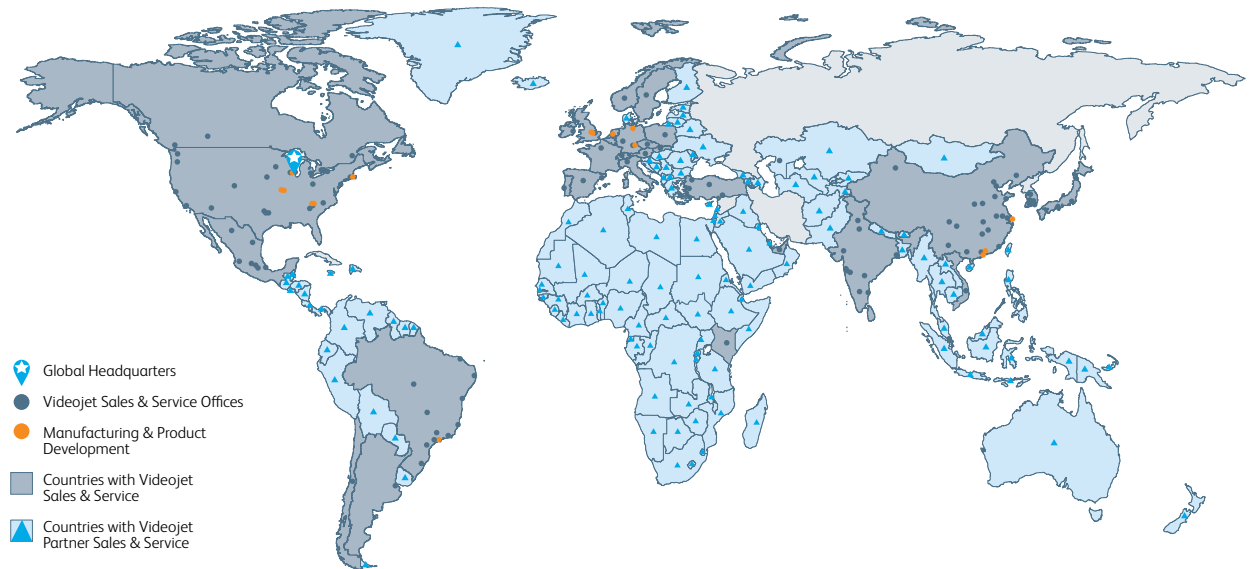 Global Headquarters
Videojet Sales & Service Offices
Manufacturing & Product
Development
Countries with Videojet
Sales & Service
Countries with Videojet
Partner Sales & Service